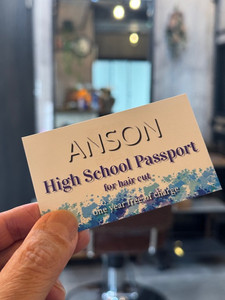 ANSON
High School Passport
for hair cut
one year free of charge